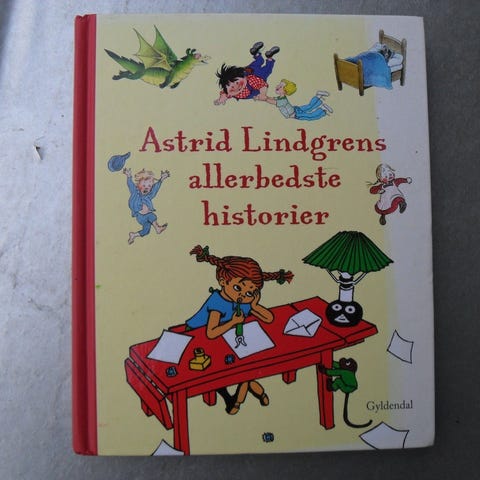 Astrid Lindgrens
allerbedste
historier
Gyldendal